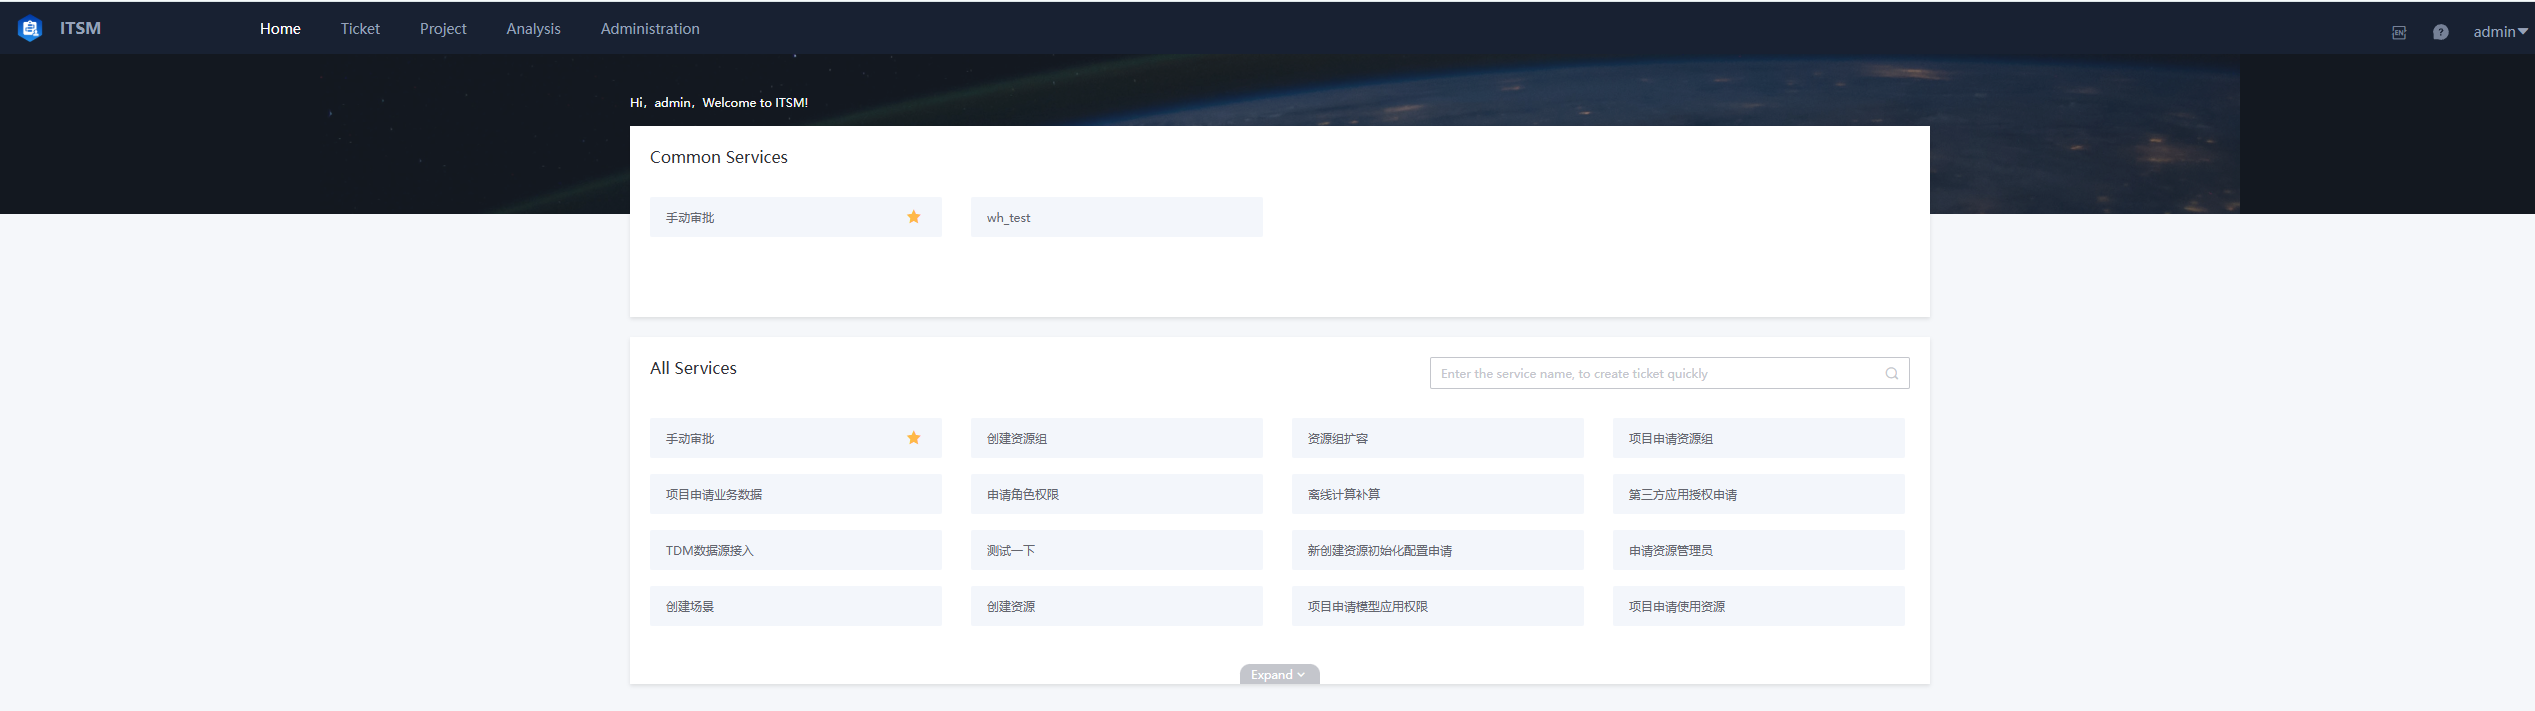 ITSM
Home Ticket Project Analysis Administration
EN ? admin
Hi, admin, Welcome to ITSM!
Common Services
手动审批 wh_test
All Services
Enter the service name, to create ticket quickly
手动审批 创建资源组 资源组扩容 项目申请资源组
项目申请业务数据 申请角色权限 离线计算补算 第三方应用授权申请
TDM数据源接入 测试一下 新创建资源初始化配置申请 申请资源管理员
创建场景 创建资源 项目申请模型应用权限 项目申请使用资源
Expand